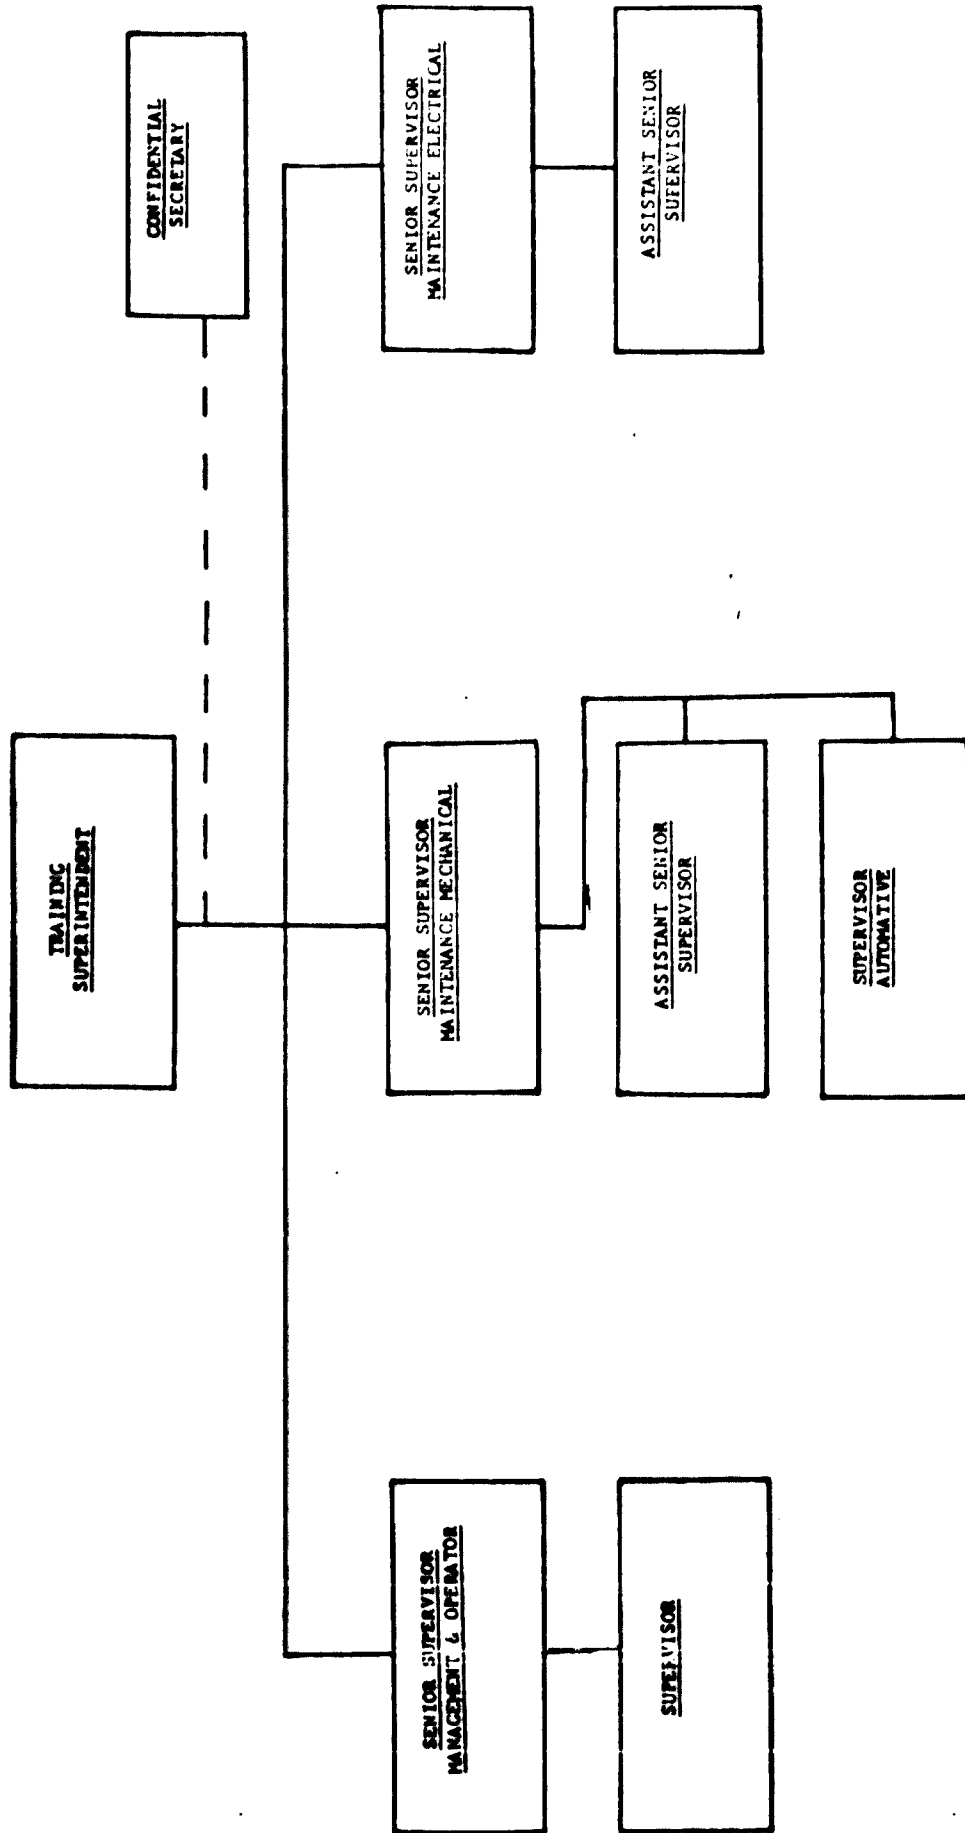 TRAINING
SUPERINTENDENT
CONFIDENTIAL
SECRETARY
SENIOR SUPERVISOR
MANAGEMENT & OPERATOR
SENIOR SUPERVISOR
MAINTENANCE MECHANICAL
SENIOR SUPERVISOR
MAINTENANCE ELECTRICAL
SUPERVISOR
ASSISTANT SENIOR
SUPERVISOR
ASSISTANT SENIOR
SUPERVISOR
SUPERVISOR
AUTOMATIVE